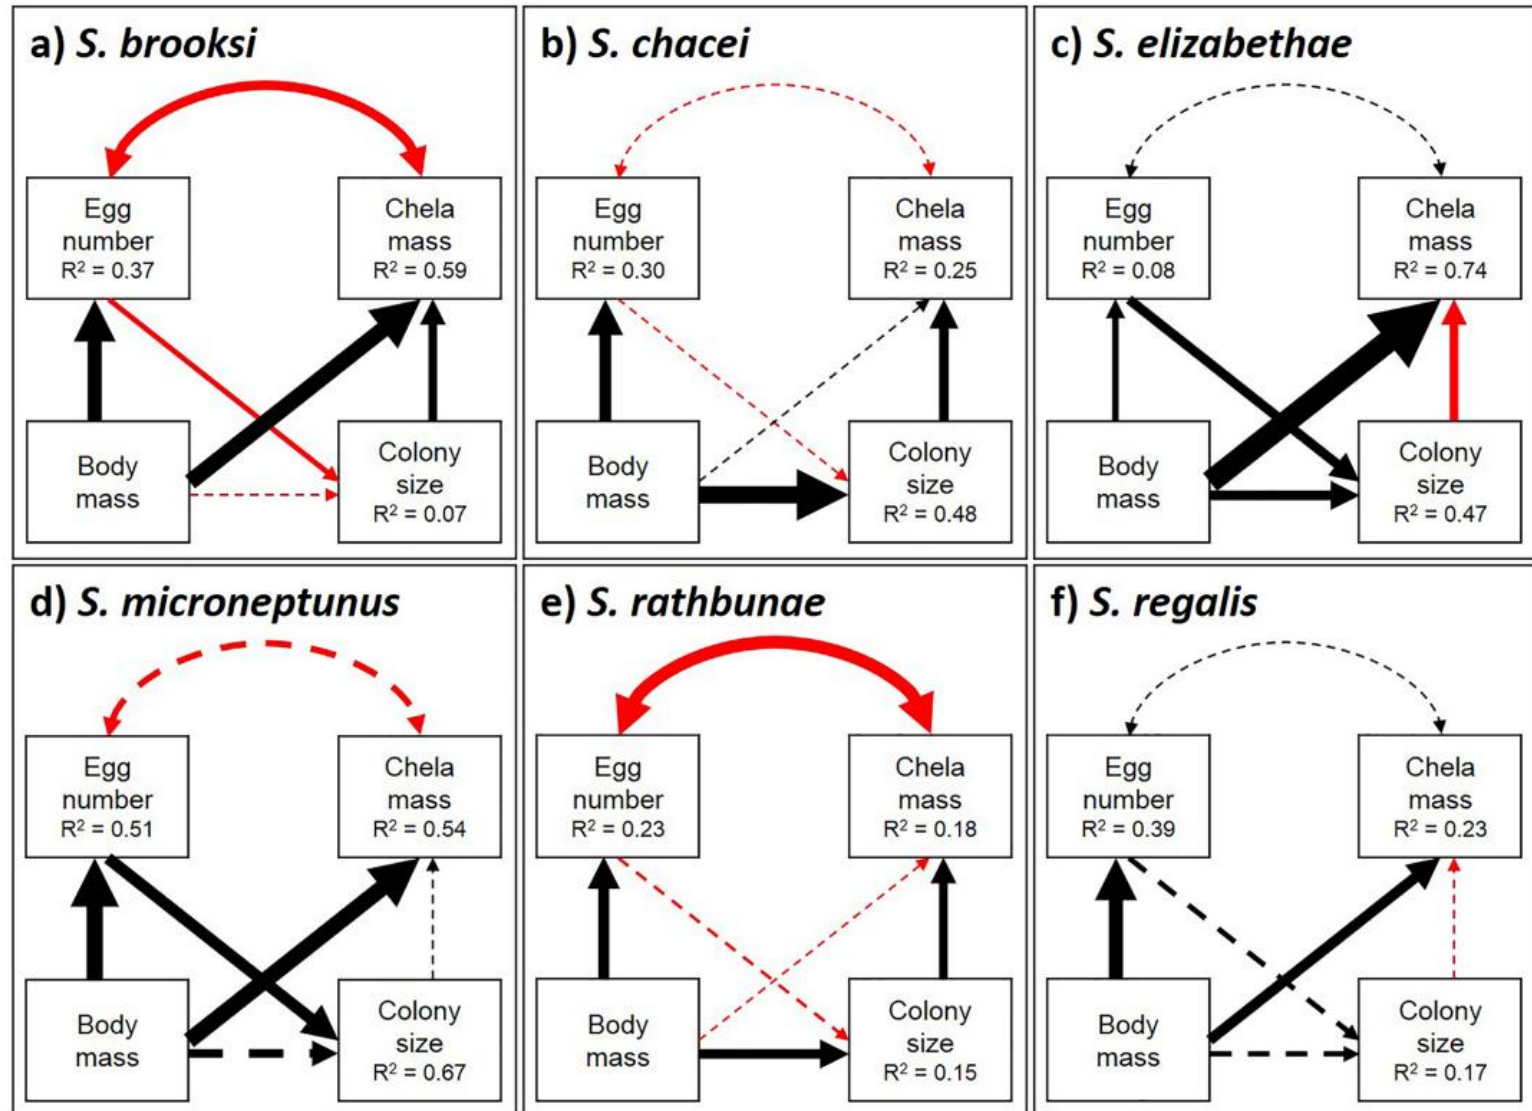 a) S. brooksi
Egg
number
R² = 0.37
Chela
mass
R² = 0.59
Body
mass
Colony
size
R² = 0.07
b) S. chacei
Egg
number
R² = 0.30
Chela
mass
R² = 0.25
Body
mass
Colony
size
R² = 0.48
c) S. elizabethae
Egg
number
R² = 0.08
Chela
mass
R² = 0.74
Body
mass
Colony
size
R² = 0.47
d) S. microneptunus
Egg
number
R² = 0.51
Chela
mass
R² = 0.54
Body
mass
Colony
size
R² = 0.67
e) S. rathbunae
Egg
number
R² = 0.23
Chela
mass
R² = 0.18
Body
mass
Colony
size
R² = 0.15
f) S. regalis
Egg
number
R² = 0.39
Chela
mass
R² = 0.23
Body
mass
Colony
size
R² = 0.17